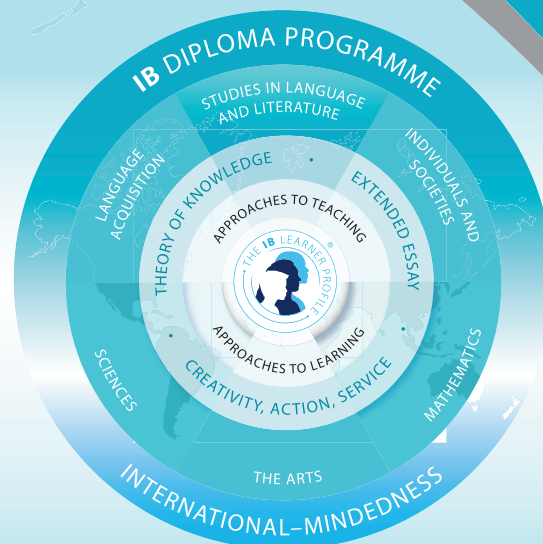 IB DIPLOMA PROGRAMME
STUDIES IN LANGUAGE
AND LITERATURE
LANGUAGE
ACQUISITION
INDIVIDUALS AND
SOCIETIES
THEORY OF KNOWLEDGE
EXTENDED ESSAY
APPROACHES TO TEACHING
THE IB LEARNER PROFILE ®
APPROACHES TO LEARNING
CREATIVITY, ACTION, SERVICE
SCIENCES
MATHEMATICS
THE ARTS
INTERNATIONAL–MINDEDNESS